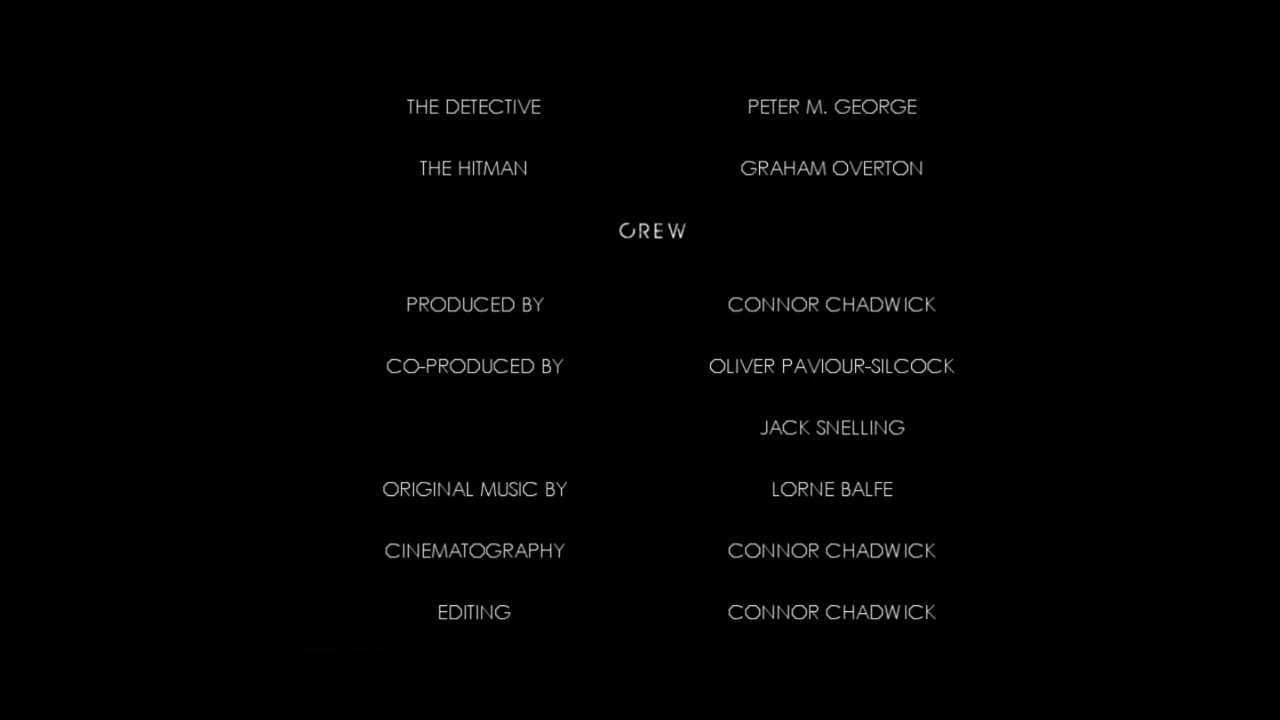 THE DETECTIVE PETER M. GEORGE
THE HITMAN GRAHAM OVERTON
CREW
PRODUCED BY CONNOR CHADWICK
CO-PRODUCED BY OLIVER PAVIOUR-SILCOCK
JACK SNELLING
ORIGINAL MUSIC BY LORNE BALFE
CINEMATOGRAPHY CONNOR CHADWICK
EDITING CONNOR CHADWICK